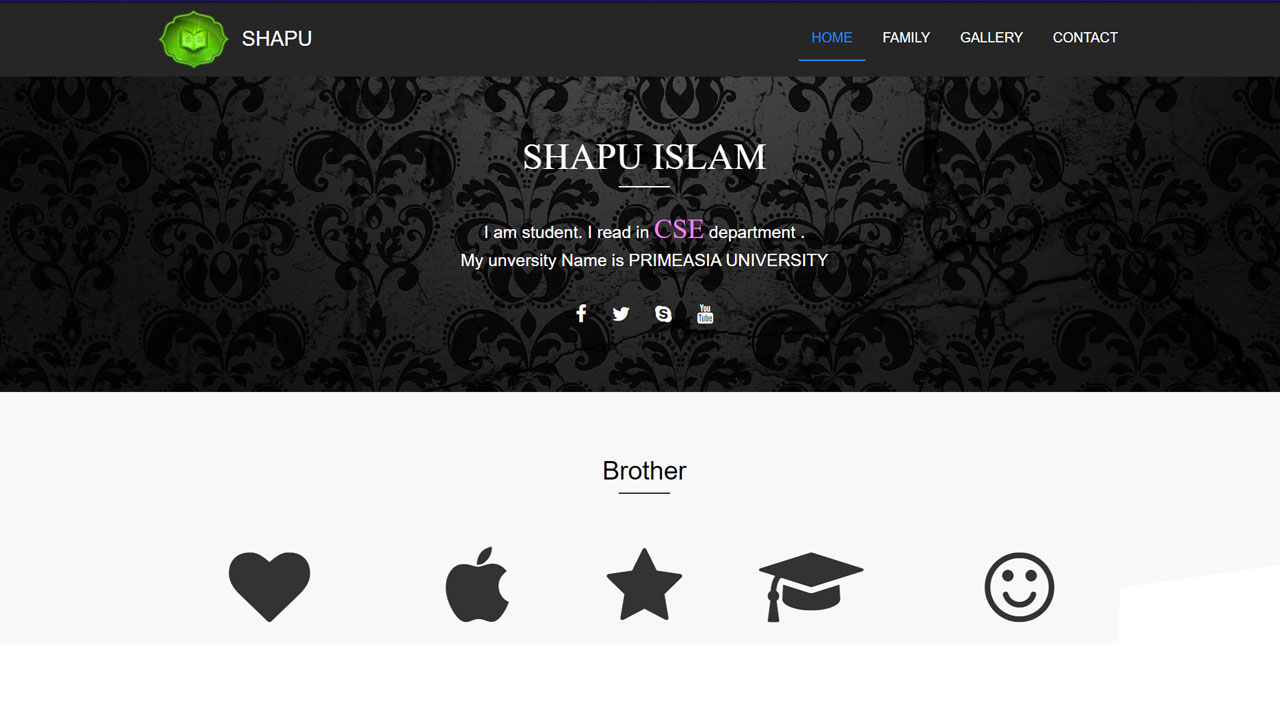 SHAPU
HOME FAMILY GALLERY CONTACT
SHAPU ISLAM
I am student. I read in CSE department .
My unversity Name is PRIMEASIA UNIVERSITY
You
Tube
Brother